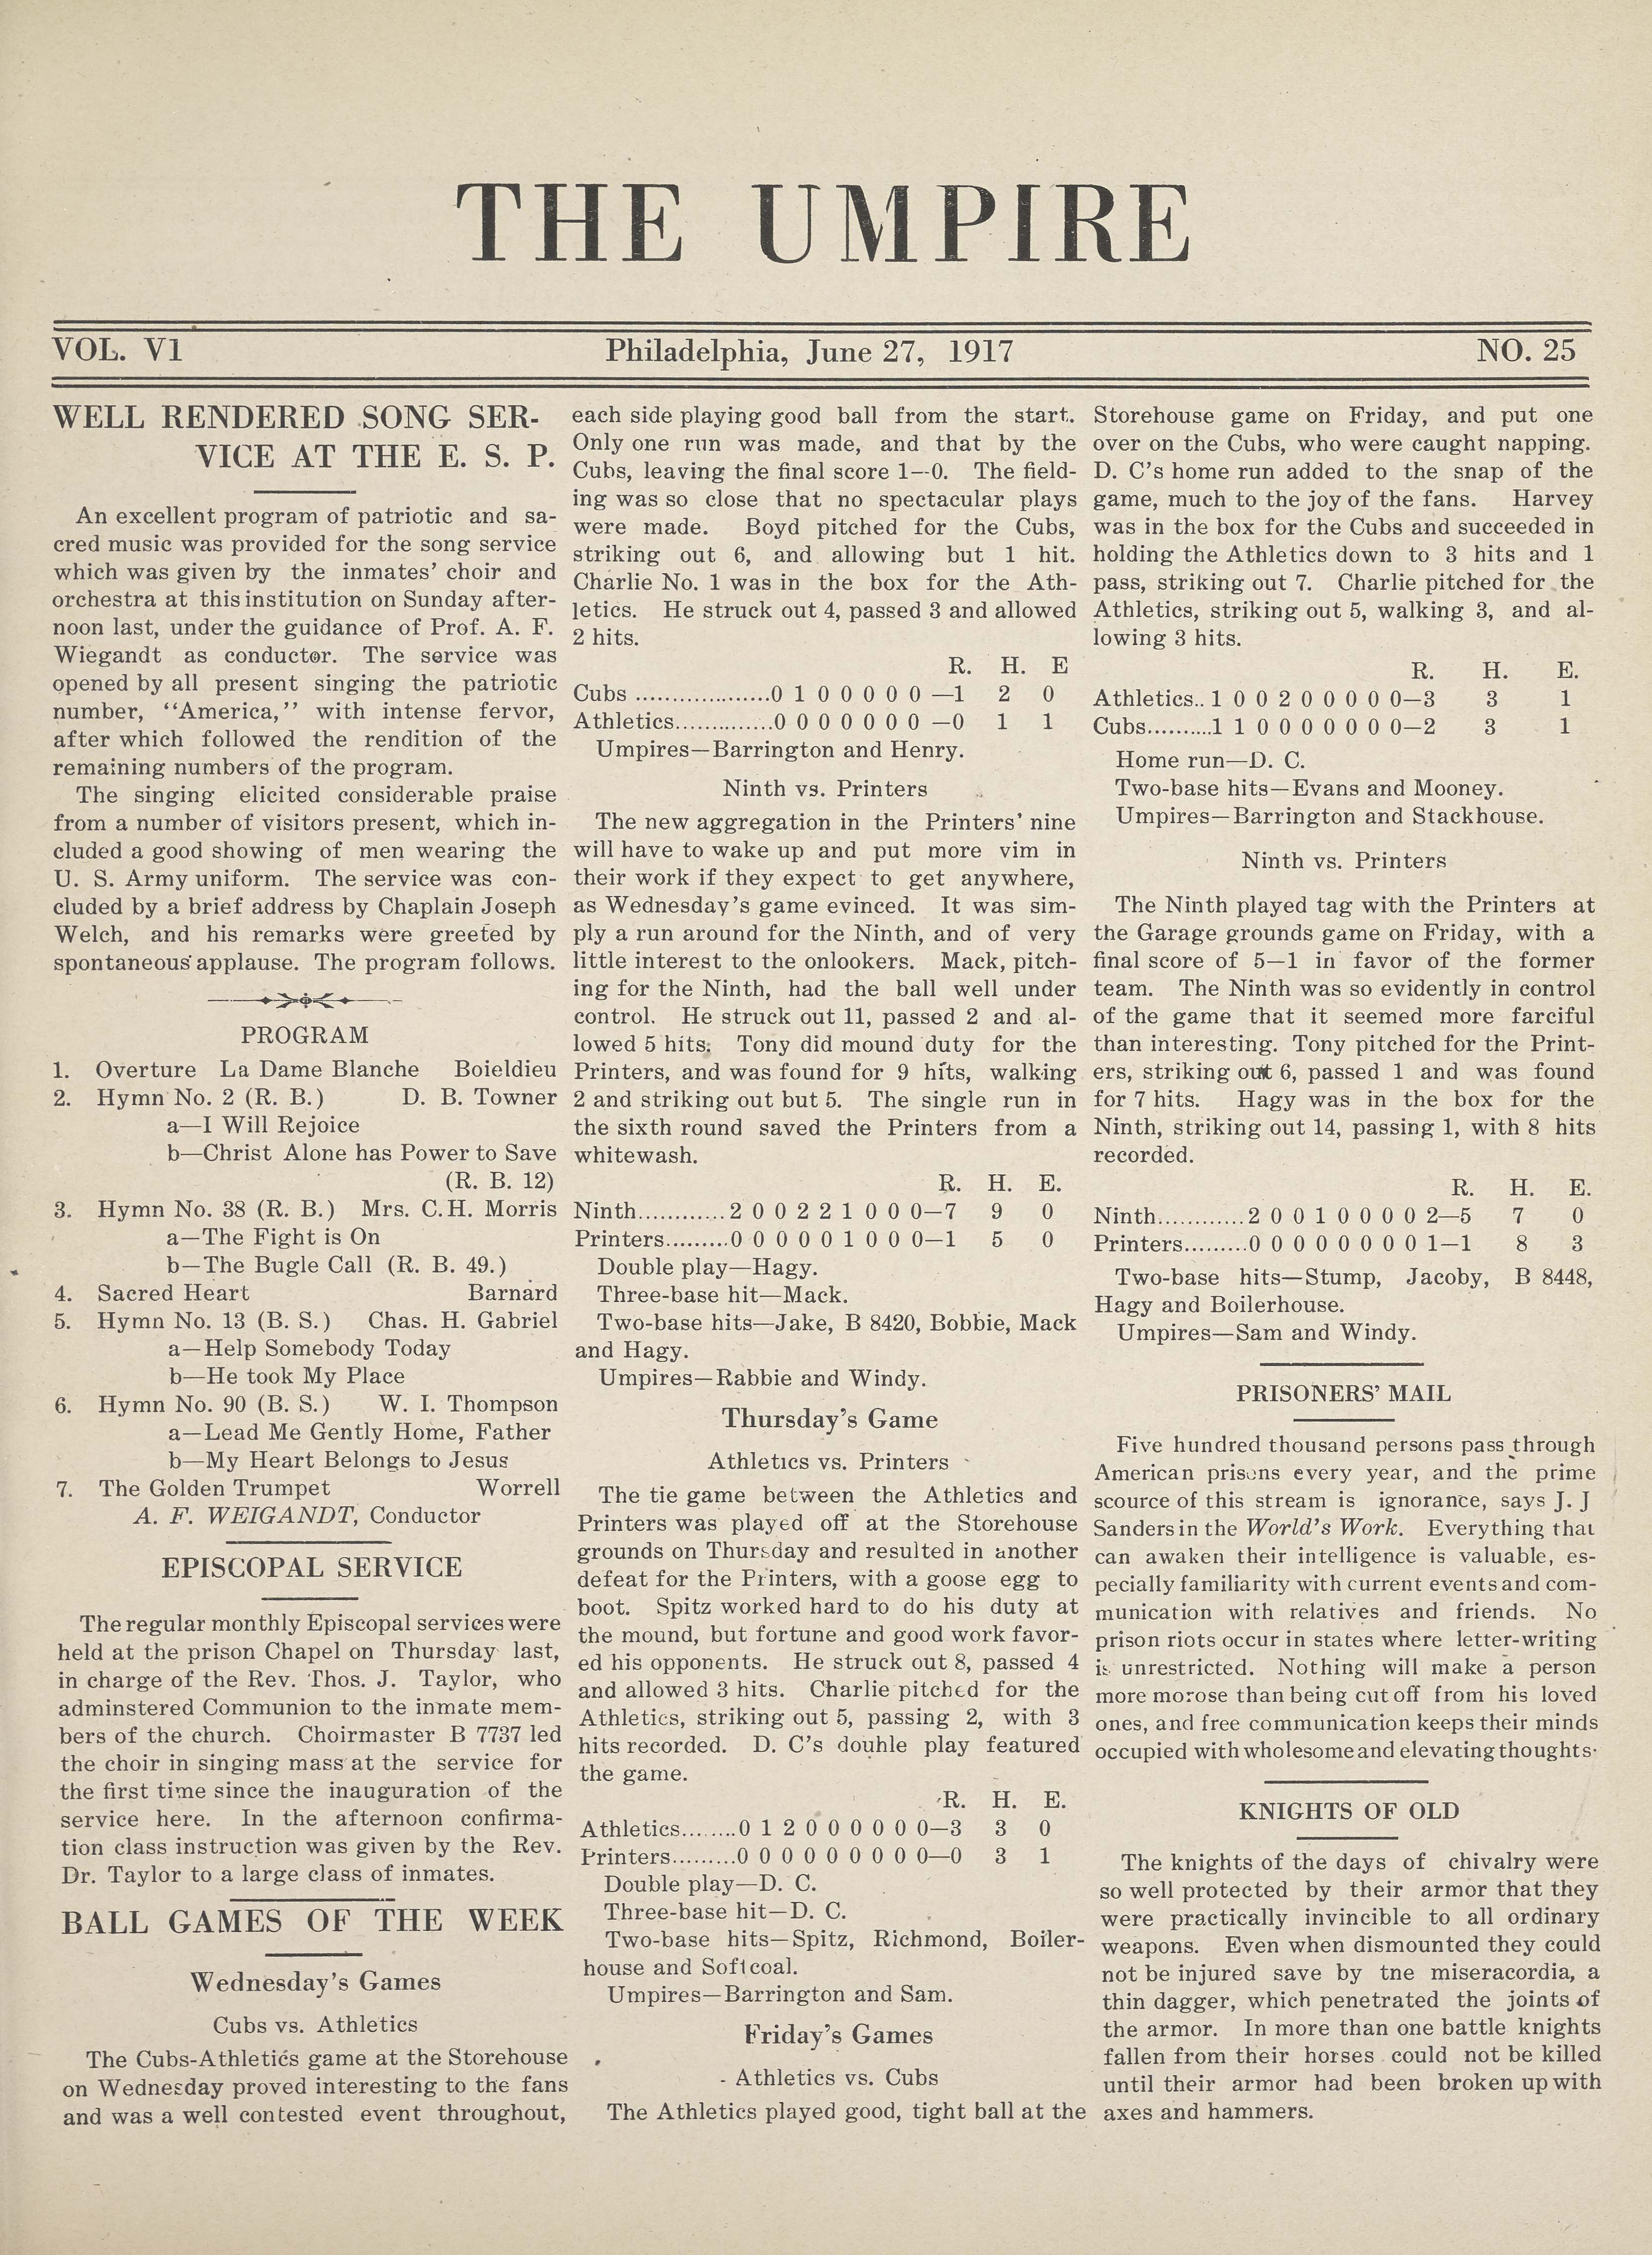 THE UMPIRE
VOL. V1 Philadelphia, June 27, 1917 NO. 25
WELL RENDERED SONG SER-
VICE AT THE E. S. P.
An excellent program of patriotic and sa-
cred music was provided for the song service
which was given by the inmates' choir and
orchestra at this institution on Sunday after-
noon last, under the guidance of Prof. A. F.
Wiegandt as conductor. The service was
opened by all present singing the patriotic
number, "America," with intense fervor,
after which followed the rendition of the
remaining numbers of the program.
The singing elicited considerable praise
from a number of visitors present, which in-
cluded a good showing of men wearing the
U. S. Army uniform. The service was con-
cluded by a brief address by Chaplain Joseph
Welch, and his remarks were greeted by
spontaneous applause. The program follows.
PROGRAM
1. Overture La Dame Blanche Boieldieu
2. Hymn No. 2 (R. B.) D. B. Towner
a—I Will Rejoice
b—Christ Alone has Power to Save
(R. B. 12)
3. Hymn No. 38 (R. B.) Mrs. C.H. Morris
a—The Fight is On
b—The Bugle Call (R. B. 49.)
4. Sacred Heart Barnard
5. Hymn No. 13 (B. S.) Chas. H. Gabriel
a—Help Somebody Today
b—He took My Place
6. Hymn No. 90 (B. S.) W. I. Thompson
a—Lead Me Gently Home, Father
b—My Heart Belongs to Jesus
7. The Golden Trumpet Worrell
A. F. WEIGANDT, Conductor
EPISCOPAL SERVICE
The regular monthly Episcopal services were
held at the prison Chapel on Thursday last,
in charge of the Rev. Thos. J. Taylor, who
adminstered Communion to the inmate mem-
bers of the church. Choirmaster B 7737 led
the choir in singing mass at the service for
the first time since the inauguration of the
service here. In the afternoon confirma-
tion class instruction was given by the Rev.
Dr. Taylor to a large class of inmates.
BALL GAMES OF THE WEEK
Wednesday's Games
Cubs vs. Athletics
The Cubs-Athletics game at the Storehouse
on Wednesday proved interesting to the fans
and was a well contested event throughout,
each side playing good ball from the start.
Only one run was made, and that by the
Cubs, leaving the final score 1--0. The field-
ing was so close that no spectacular plays
were made. Boyd pitched for the Cubs,
striking out 6, and allowing but 1 hit.
Charlie No. 1 was in the box for the Ath-
letics. He struck out 4, passed 3 and allowed
2 hits.
R. H. E
Cubs ...................0 1 0 0 0 0 0 —1 2 0
Athletics..............0 0 0 0 0 0 0 —0 1 1
Umpires—Barrington and Henry.
Ninth vs. Printers
The new aggregation in the Printers' nine
will have to wake up and put more vim in
their work if they expect to get anywhere,
as Wednesday's game evinced. It was sim-
ply a run around for the Ninth, and of very
little interest to the onlookers. Mack, pitch-
ing for the Ninth, had the ball well under
control. He struck out 11, passed 2 and al-
lowed 5 hits. Tony did mound duty for the
Printers, and was found for 9 hits, walking
2 and striking out but 5. The single run in
the sixth round saved the Printers from a
whitewash.
R. H. E.
Ninth............2 0 0 2 2 1 0 0 0—7 9 0
Printers.........0 0 0 0 0 1 0 0 0—1 5 0
Double play—Hagy.
Three-base hit—Mack.
Two-base hits—Jake, B 8420, Bobbie, Mack
and Hagy.
Umpires—Rabbie and Windy.
Thursday's Game
Athletics vs. Printers
The tie game between the Athletics and
Printers was played off at the Storehouse
grounds on Thursday and resulted in another
defeat for the Printers, with a goose egg to
boot. Spitz worked hard to do his duty at
the mound, but fortune and good work favor-
ed his opponents. He struck out 8, passed 4
and allowed 3 hits. Charlie pitched for the
Athletics, striking out 5, passing 2, with 3
hits recorded. D. C's douhle play featured
the game.
R. H. E.
Athletics........0 1 2 0 0 0 0 0 0—3 3 0
Printers.........0 0 0 0 0 0 0 0 0—0 3 1
Double play—D. C.
Three-base hit—D. C.
Two-base hits—Spitz, Richmond, Boiler-
house and Softcoal.
Umpires—Barrington and Sam.
Friday's Games
Athletics vs. Cubs
The Athletics played good, tight ball at the
Storehouse game on Friday, and put one
over on the Cubs, who were caught napping.
D. C's home run added to the snap of the
game, much to the joy of the fans. Harvey
was in the box for the Cubs and succeeded in
holding the Athletics down to 3 hits and 1
pass, striking out 7. Charlie pitched for the
Athletics, striking out 5, walking 3, and al-
lowing 3 hits.
R. H. E.
Athletics..1 0 0 2 0 0 0 0 0—3 3 1
Cubs..........1 1 0 0 0 0 0 0 0—2 3 1
Home run—D. C.
Two-base hits—Evans and Mooney.
Umpires—Barrington and Stackhouse.
Ninth vs. Printers
The Ninth played tag with the Printers at
the Garage grounds game on Friday, with a
final score of 5—1 in favor of the former
team. The Ninth was so evidently in control
of the game that it seemed more farciful
than interesting. Tony pitched for the Print-
ers, striking out 6, passed 1 and was found
for 7 hits. Hagy was in the box for the
Ninth, striking out 14, passing 1, with 8 hits
recorded.
R. H. E.
Ninth............2 0 0 1 0 0 0 0 2—5 7 0
Printers.........0 0 0 0 0 0 0 0 1—1 8 3
Two-base hits—Stump, Jacoby, B 8448,
Hagy and Boilerhouse.
Umpires—Sam and Windy.
PRISONERS' MAIL
Five hundred thousand persons pass through
American prisons every year, and the prime
scource of this stream is ignorance, says J. J
Sanders in the World's Work. Everything that
can awaken their intelligence is valuable, es-
pecially familiarity with current events and com-
munication with relatives and friends. No
prison riots occur in states where letter-writing
is unrestricted. Nothing will make a person
more morose than being cut off from his loved
ones, and free communication keeps their minds
occupied with wholesome and elevating thoughts.
KNIGHTS OF OLD
The knights of the days of chivalry were
so well protected by their armor that they
were practically invincible to all ordinary
weapons. Even when dismounted they could
not be injured save by tne miseracordia, a
thin dagger, which penetrated the joints of
the armor. In more than one battle knights
fallen from their horses could not be killed
until their armor had been broken up with
axes and hammers.